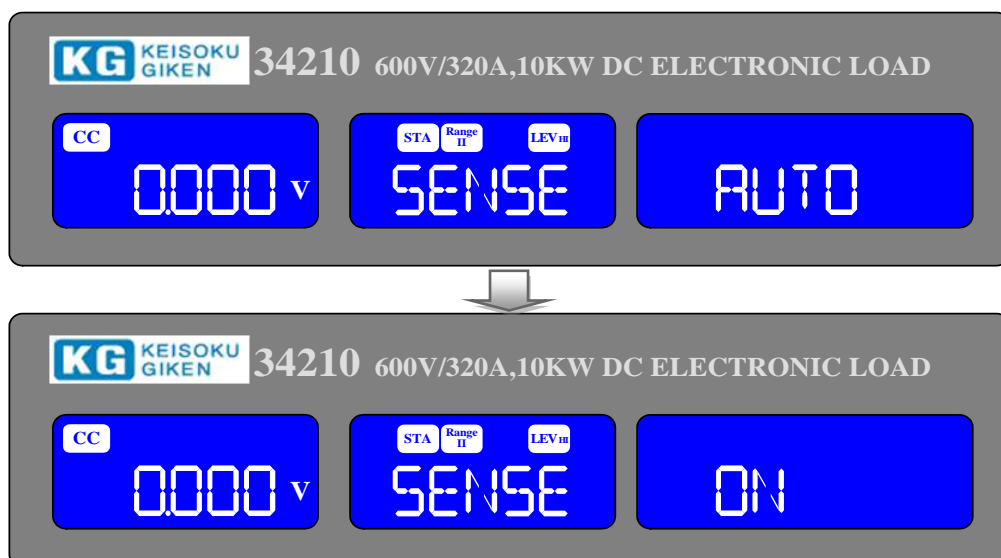 KG KEISOKU GIKEN 34210 600V/320A,10KW DC ELECTRONIC LOAD
CC STA Range II LEV HI
0.000 V SENSE AUTO
KG KEISOKU GIKEN 34210 600V/320A,10KW DC ELECTRONIC LOAD
CC STA Range II LEV HI
0.000 V SENSE ON